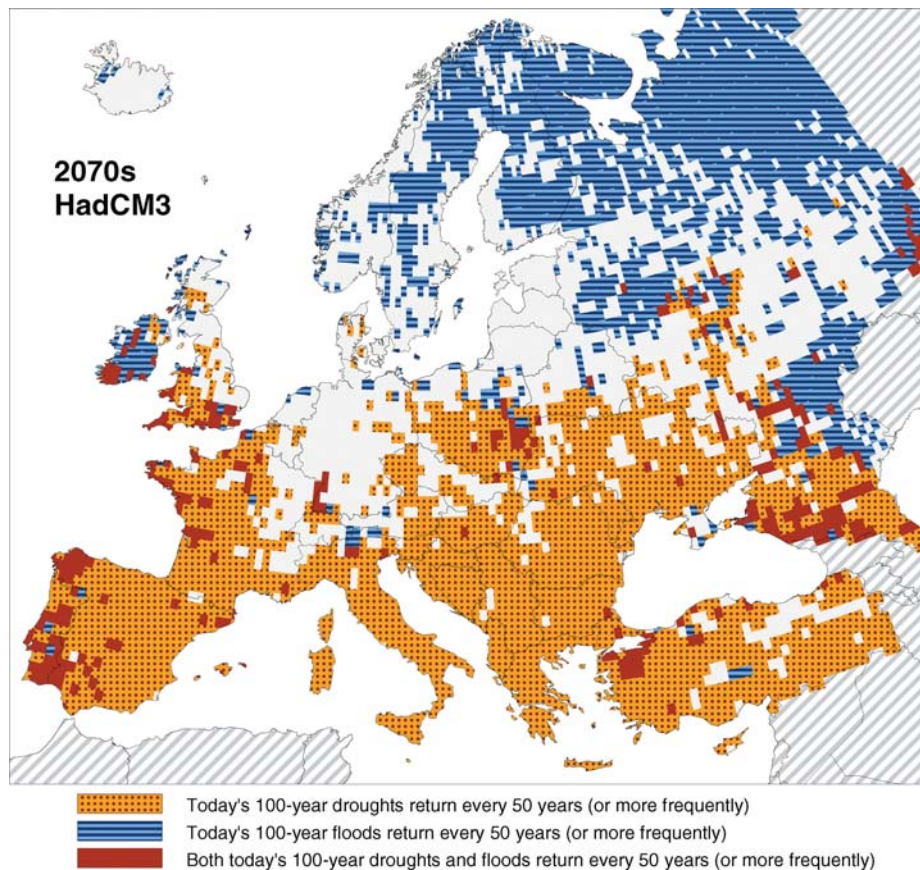 2070s
HadCM3
Today's 100-year droughts return every 50 years (or more frequently)
Today's 100-year floods return every 50 years (or more frequently)
Both today's 100-year droughts and floods return every 50 years (or more frequently)